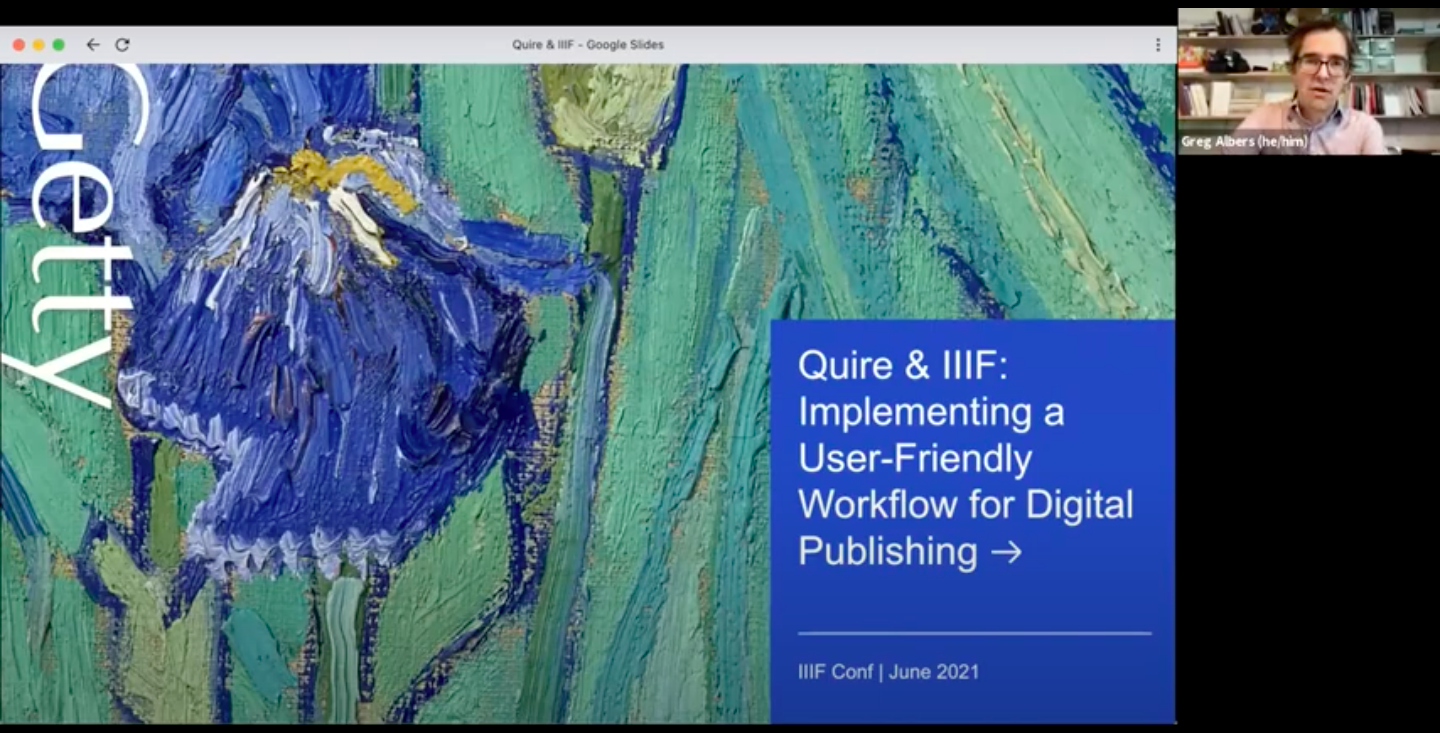 Quire & IIIF - Google Slides
Getty
Greg Albers (he/him)
Quire & IIIF:
Implementing a
User-Friendly
Workflow for Digital
Publishing →
IIIF Conf | June 2021